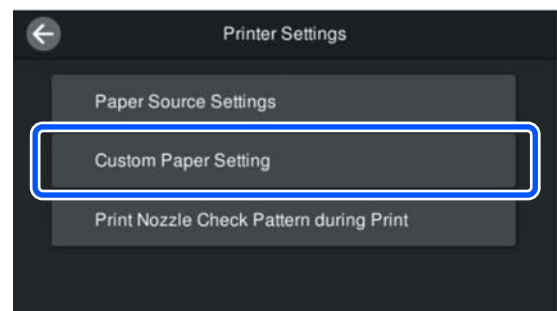 Printer Settings
Paper Source Settings
Custom Paper Setting
Print Nozzle Check Pattern during Print